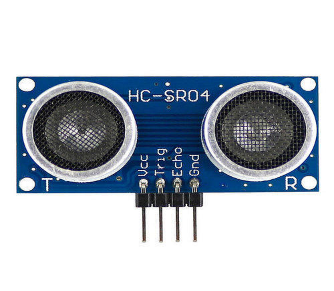 HC-SR04
Vcc
Trig
Echo
Gnd
T
R